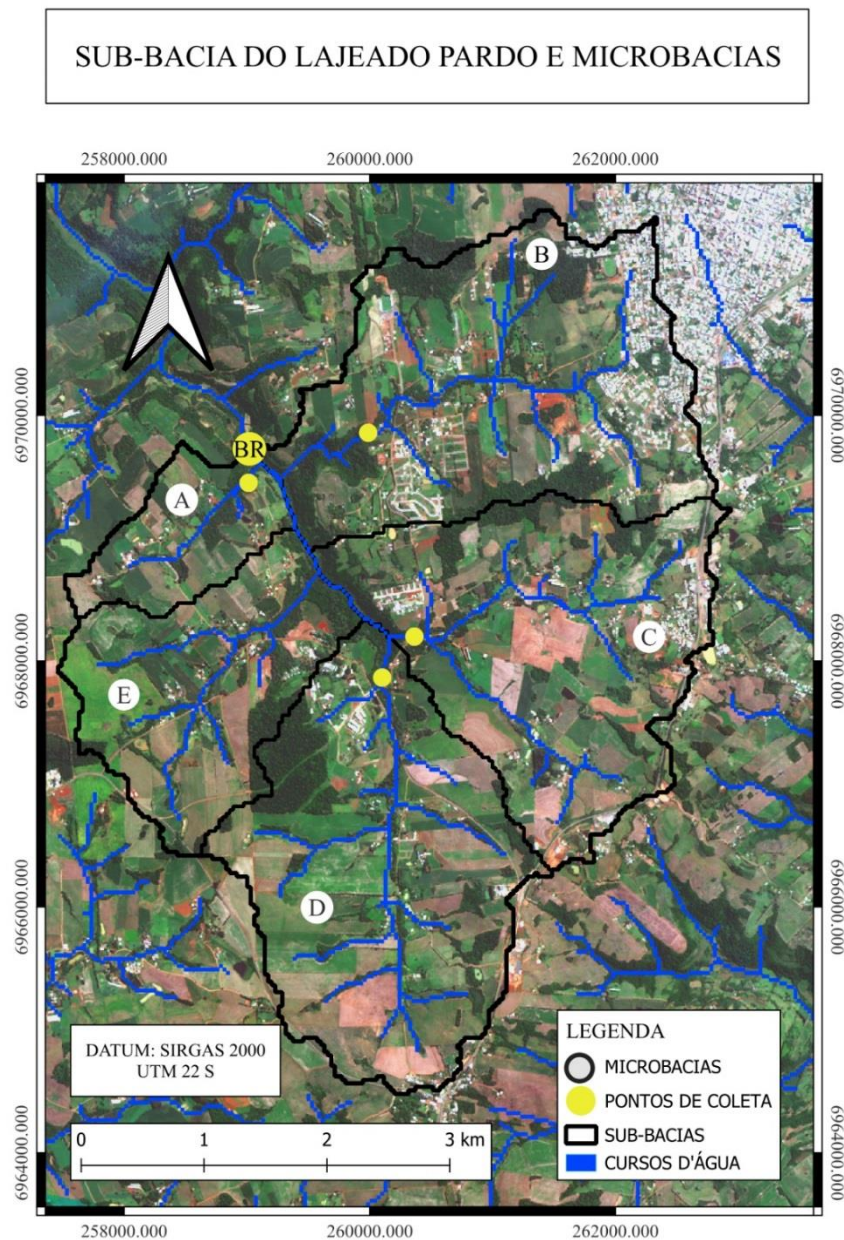 SUB-BACIA DO LAJEADO PARDO E MICROBACIAS
258000.000 260000.000 262000.000
B
6970000.000 6970000.000
BR
A
C
6968000.000 6968000.000
E
D
6966000.000 6966000.000
DATUM: SIRGAS 2000
UTM 22 S
LEGENDA
MICROBACIAS
PONTOS DE COLETA
SUB-BACIAS
CURSOS D'ÁGUA
0 1 2 3 km
6964000.000 6964000.000
258000.000 260000.000 262000.000